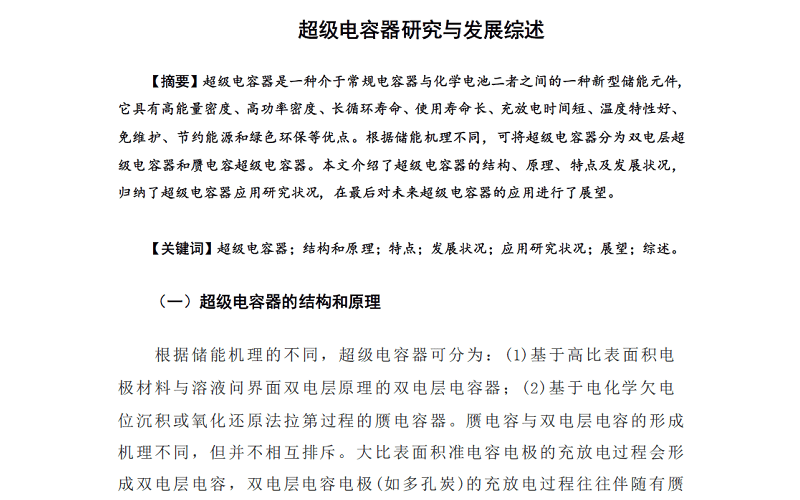 超级电容器研究与发展综述
【摘要】超级电容器是一种介于常规电容器与化学电池二者之间的一种新型储能元件，
它具有高能量密度、高功率密度、长循环寿命、使用寿命长、充放电时间短、温度特性好、
免维护、节约能源和绿色环保等优点。根据储能机理不同，可将超级电容器分为双电层超
级电容器和赝电容超级电容器。本文介绍了超级电容器的结构、原理、特点及发展状况，
归纳了超级电容器应用研究状况，在最后对未来超级电容器的应用进行了展望。
【关键词】超级电容器；结构和原理；特点；发展状况；应用研究状况；展望；综述。
（一）超级电容器的结构和原理
根据储能机理的不同，超级电容器可分为：(1)基于高比表面积电
极材料与溶液问界面双电层原理的双电层电容器；(2)基于电化学欠电
位沉积或氧化还原法拉第过程的赝电容器。赝电容与双电层电容的形成
机理不同，但并不相互排斥。大比表面积准电容电极的充放电过程会形
成双电层电容，双电层电容电极(如多孔炭)的充放电过程往往伴随有赝